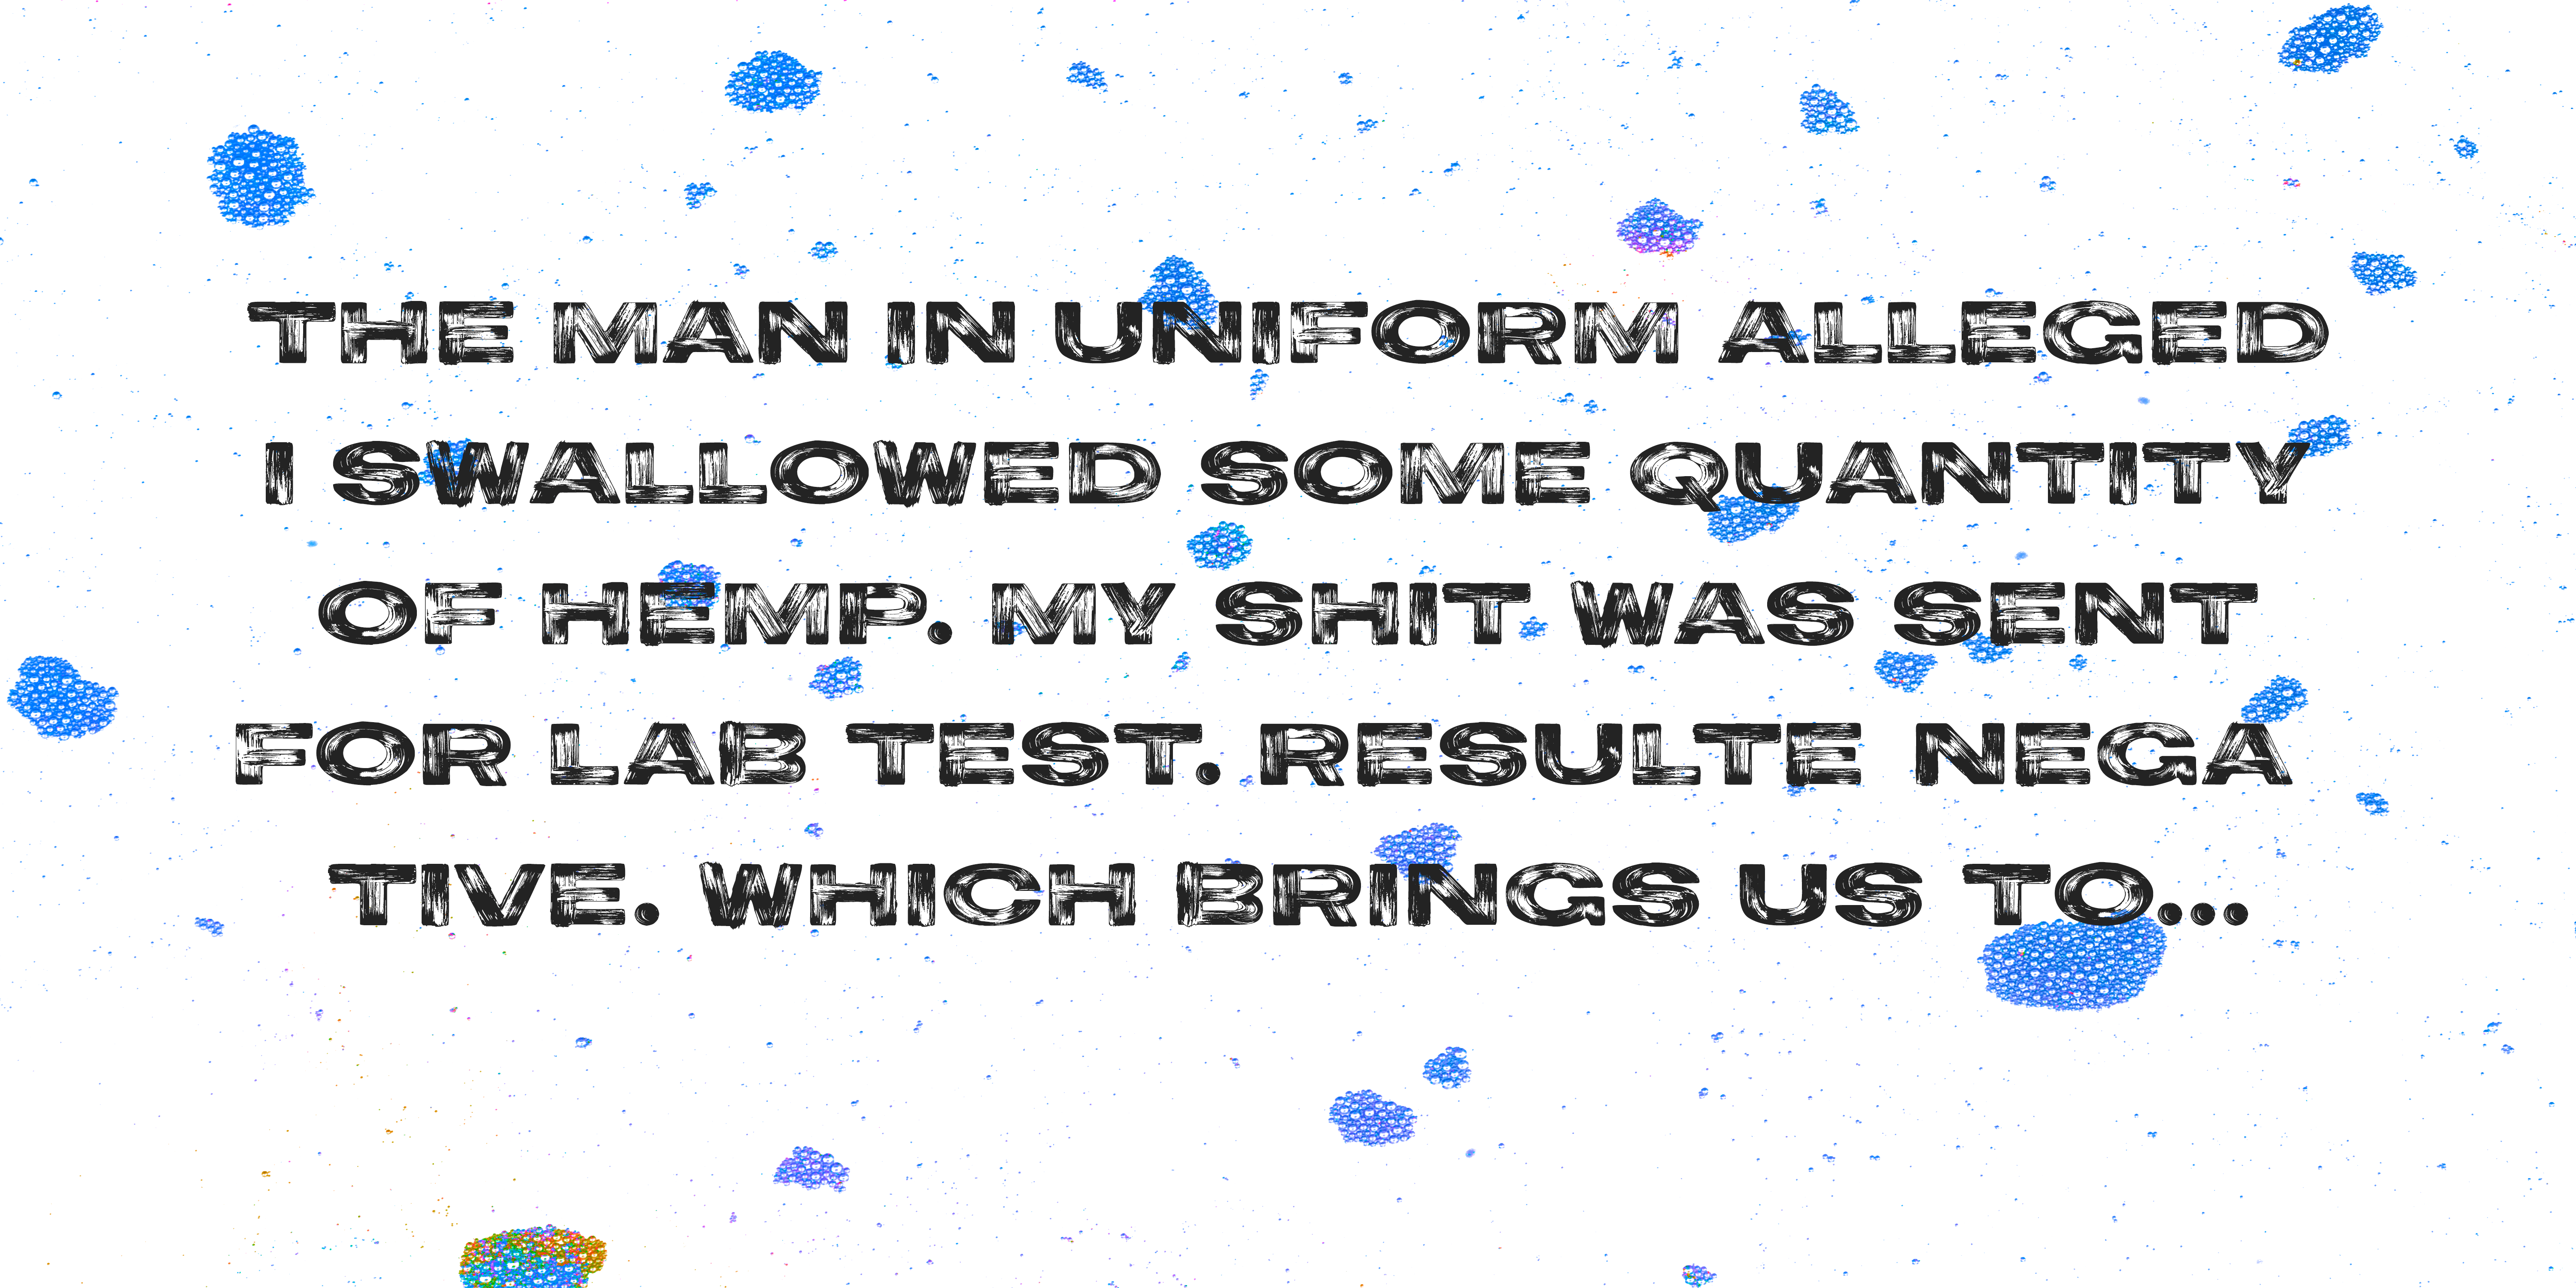 THE MAN IN UNIFORM ALLEGED
I SWALLOWED SOME QUANTITY
OF HEMP. MY SHIT WAS SENT
FOR LAB TEST. RESULTE NEGA
TIVE. WHICH BRINGS US TO...